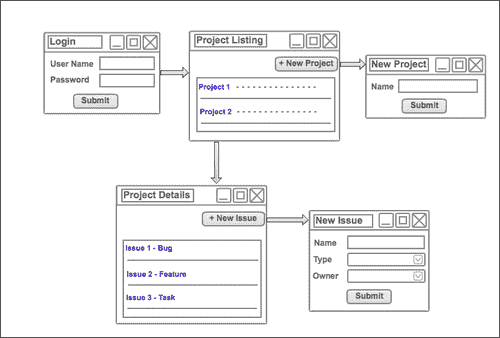 Login
User Name
Password
Submit
Project Listing
+ New Project
Project 1
Project 2
New Project
Name
Submit
Project Details
+ New Issue
Issue 1 - Bug
Issue 2 - Feature
Issue 3 - Task
New Issue
Name
Type
Owner
Submit